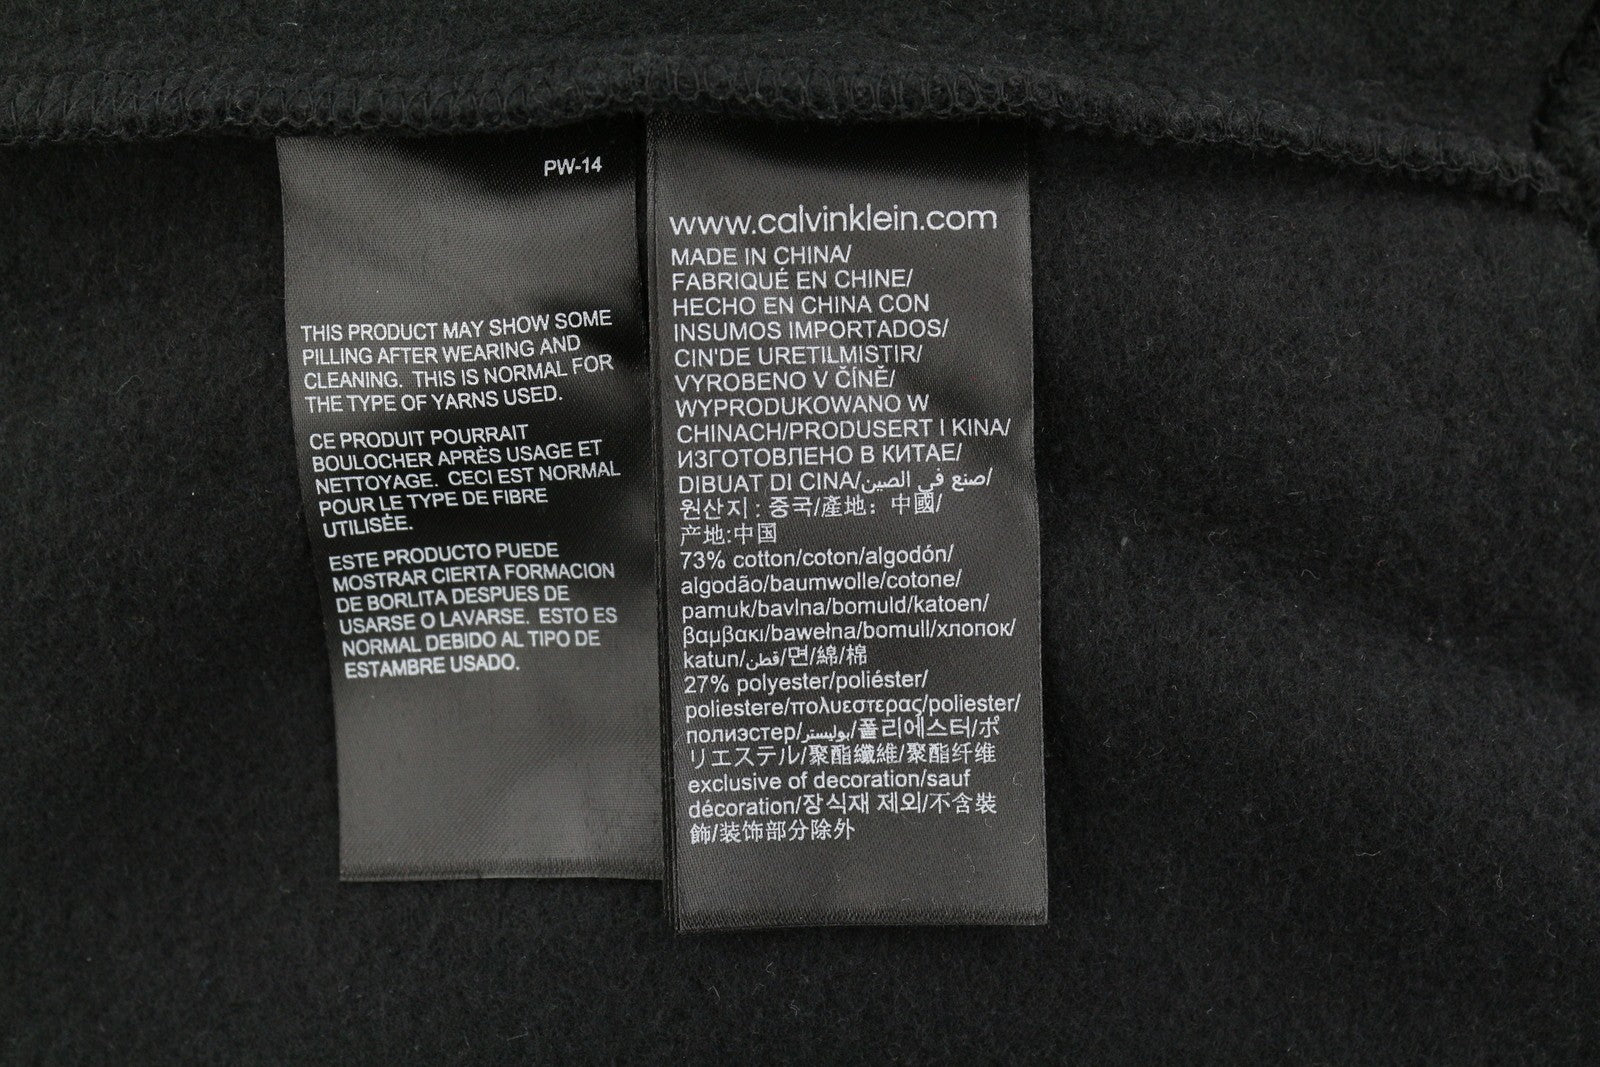 PW-14
THIS PRODUCT MAY SHOW SOME
PILLING AFTER WEARING AND
CLEANING. THIS IS NORMAL FOR
THE TYPE OF YARNS USED.
CE PRODUIT POURRAIT
BOULOCHER APRÈS USAGE ET
NETTOYAGE. CECI EST NORMAL
POUR LE TYPE DE FIBRE
UTILISÉE.
ESTE PRODUCTO PUEDE
MOSTRAR CIERTA FORMACION
DE BORLITA DESPUES DE
USARSE O LAVARSE. ESTO ES
NORMAL DEBIDO AL TIPO DE
ESTAMBRE USADO.
www.calvinklein.com
MADE IN CHINA/
FABRIQUÉ EN CHINE/
HECHO EN CHINA CON
INSUMOS IMPORTADOS/
CIN'DE URETILMISTIR/
VYROBENO V ČÍNĚ/
WYPRODUKOWANO W
CHINACH/PRODUSERT I KINA/
ИЗГОТОВЛЕНО В КИТАЕ/
DIBUAT DI CINA/صنع في الصين/
원산지 : 중국/產地：中國/
产地:中国
73% cotton/coton/algodón/
algodão/baumwolle/cotone/
pamuk/bavlna/bomuld/katoen/
βαμβακι/bawełna/bomull/хлопок/
katun/قطن/면/綿/棉
27% polyester/poliéster/
poliestere/πολυεστερας/poliester/
полиэстер/بوليستر/폴리에스터/ポ
リエステル/聚酯纖維/聚酯纤维
exclusive of decoration/sauf
décoration/장식재 제외/不含裝
飾/装饰部分除外